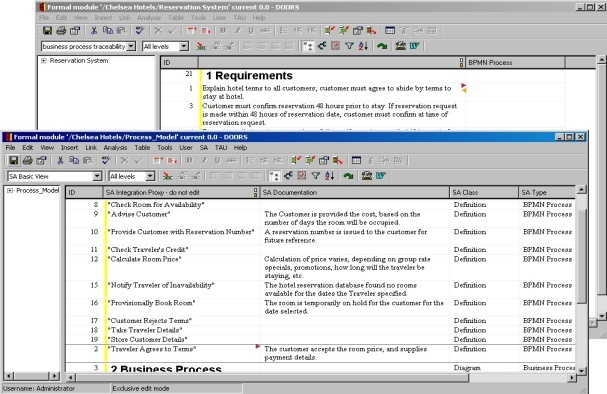 Formal module '/Chelsea Hotels/Reservation System' current 0.0 - DOORS
File Edit View Insert Link Analysis Table Tools User TAU Help
business process traceability All levels
Reservation System
ID BPMN Process
21 1 Requirements
1 Explain hotel terms to all customers; customer must agree to abide by terms to
stay at hotel.
3 Customer must confirm reservation 48 hours prior to stay. If reservation request
is made within 48 hours of reservation date, customer must confirm at time of
reservation request.
Formal module '/Chelsea Hotels/Process_Model' current 0.0 - DOORS
File Edit View Insert Link Analysis Table Tools User SA TAU Help
SA Basic View All levels
Process_Model
ID SA Integration Proxy - do not edit SA Documentation SA Class SA Type
8 "Check Room for Availability" Definition BPMN Process
9 "Advise Customer" The Customer is provided the cost, based on Definition BPMN Process
number of days the room will be occupied.
10 "Provide Customer with Reservation Number" A reservation number is issued to the customer for Definition BPMN Process
future reference.
11 "Check Traveler's Credit" Definition BPMN Process
12 "Calculate Room Price" Calculation of price varies, depending on group rate Definition BPMN Process
specials, promotions, how long will the traveler be
staying, etc.
15 "Notify Traveler of Inavailability" The hotel reservation database found no rooms Definition BPMN Process
available for the dates the Traveler specified.
16 "Provisionally Book Room" The room is temporarily on hold for the customer for the Definition BPMN Process
date selected.
17 "Customer Rejects Terms" Definition BPMN Process
18 "Take Traveler Details" Definition BPMN Process
19 "Store Customer Details" Definition BPMN Process
2 "Traveler Agrees to Terms" The customer accepts the room price, and supplies Definition BPMN Process
payment details.
3 2 Business Process Diagram Business Proces
Username: Administrator Exclusive edit mode